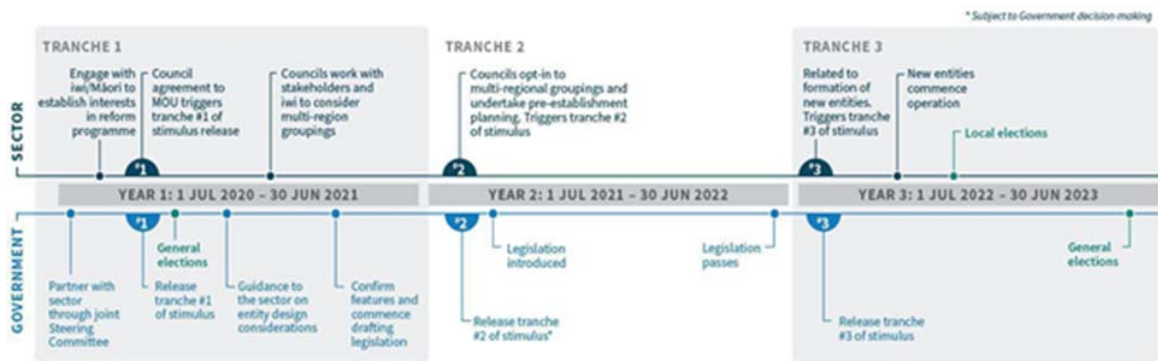 * Subject to Government decision-making
TRANCHE 1
TRANCHE 2
TRANCHE 3
SECTOR
Engage with
iwi/Māori to
establish interests
in reform
programme
Council
agreement to
MOU triggers
tranche #1 of
stimulus release
Councils work with
stakeholders and
iwi to consider
multi-region
groupings
Councils opt-in to
multi-regional groupings and
undertake pre-establishment
planning. Triggers tranche #2
of stimulus
Related to
formation of
new entities.
Triggers tranche
#3 of stimulus
New entities
commence
operation
Local elections
#1
#2
#3
YEAR 1: 1 JUL 2020 – 30 JUN 2021
YEAR 2: 1 JUL 2021 – 30 JUN 2022
YEAR 3: 1 JUL 2022 – 30 JUN 2023
GOVERNMENT
#1
#2
#3
Partner with
sector
through joint
Steering
Committee
Release
tranche #1
of stimulus
General
elections
Guidance to
the sector on
entity design
considerations
Confirm
features and
commence
drafting
legislation
Release tranche
#2 of stimulus*
Legislation
introduced
Legislation
passes
Release tranche
#3 of stimulus
General
elections